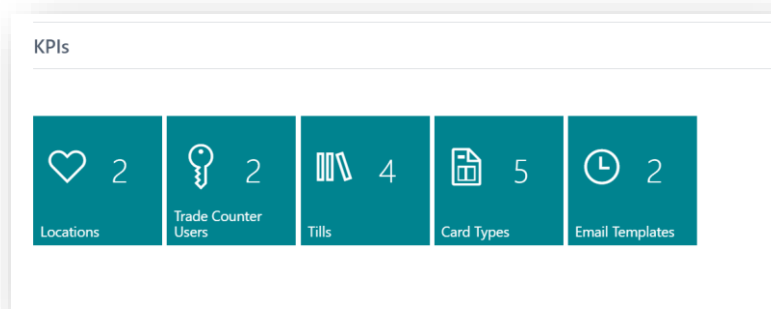 KPIs
2
2
4
5
2
Locations
Trade Counter
Users
Tills
Card Types
Email Templates